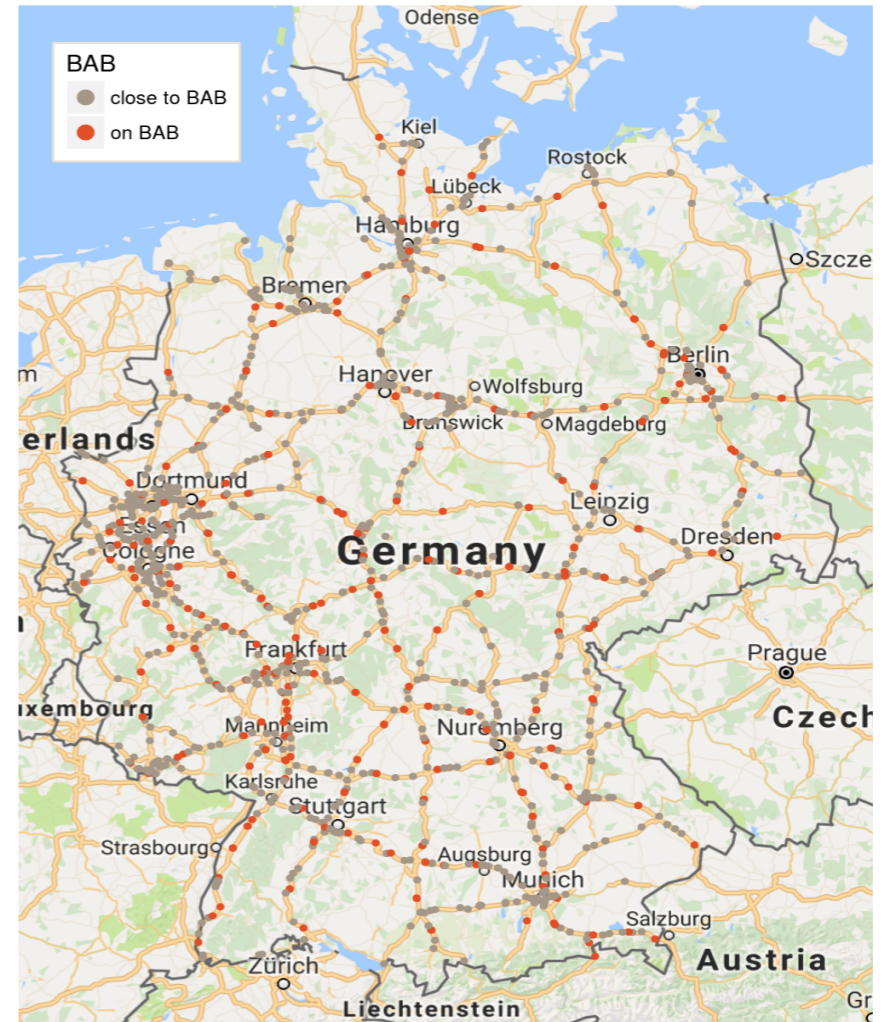 Odense
BAB
close to BAB
on BAB
Kiel
Rostock
Lübeck
Hamburg
Szcze
Bremen
Berlin
m
Hanover
Wolfsburg
Brunswick
Magdeburg
erlands
Dortmund
Leipzig
Essen
Dresden
Cologne
Germany
Frankfurt
Prague
uxembourg
Czech
Mannheim
Nuremberg
Karlsruhe
Stuttgart
Strasbourg
Augsburg
Munich
Salzburg
Austria
Zürich
Gr
Liechtenstein